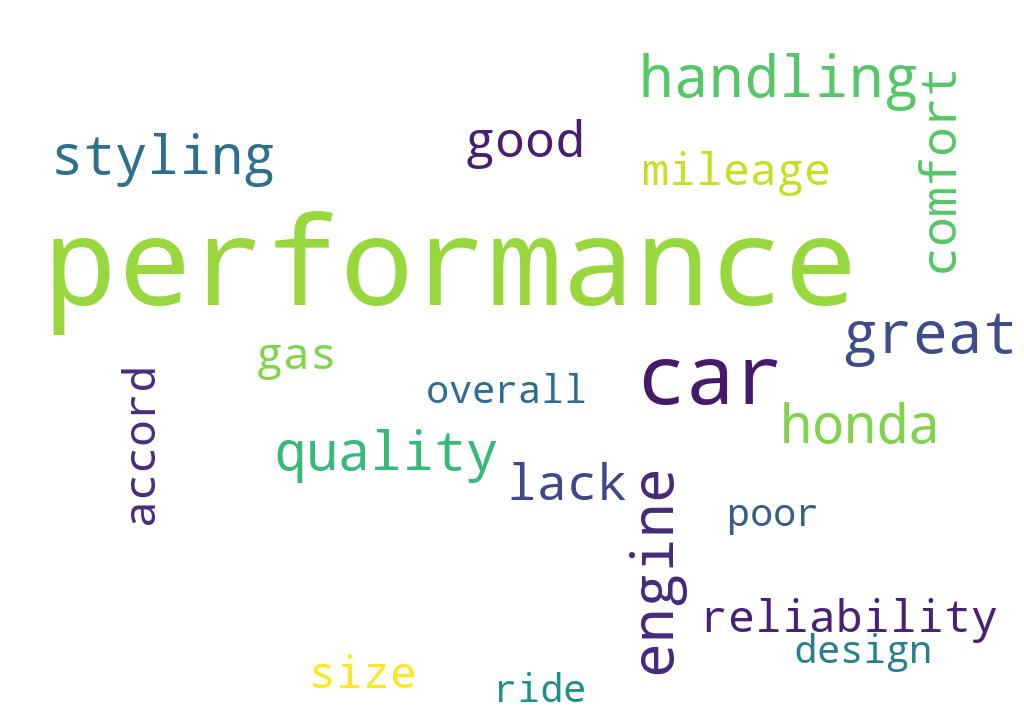 handling
comfort
styling
good
mileage
performance
great
gas
car
accord
overall
honda
quality
lack
engine
poor
reliability
design
size
ride